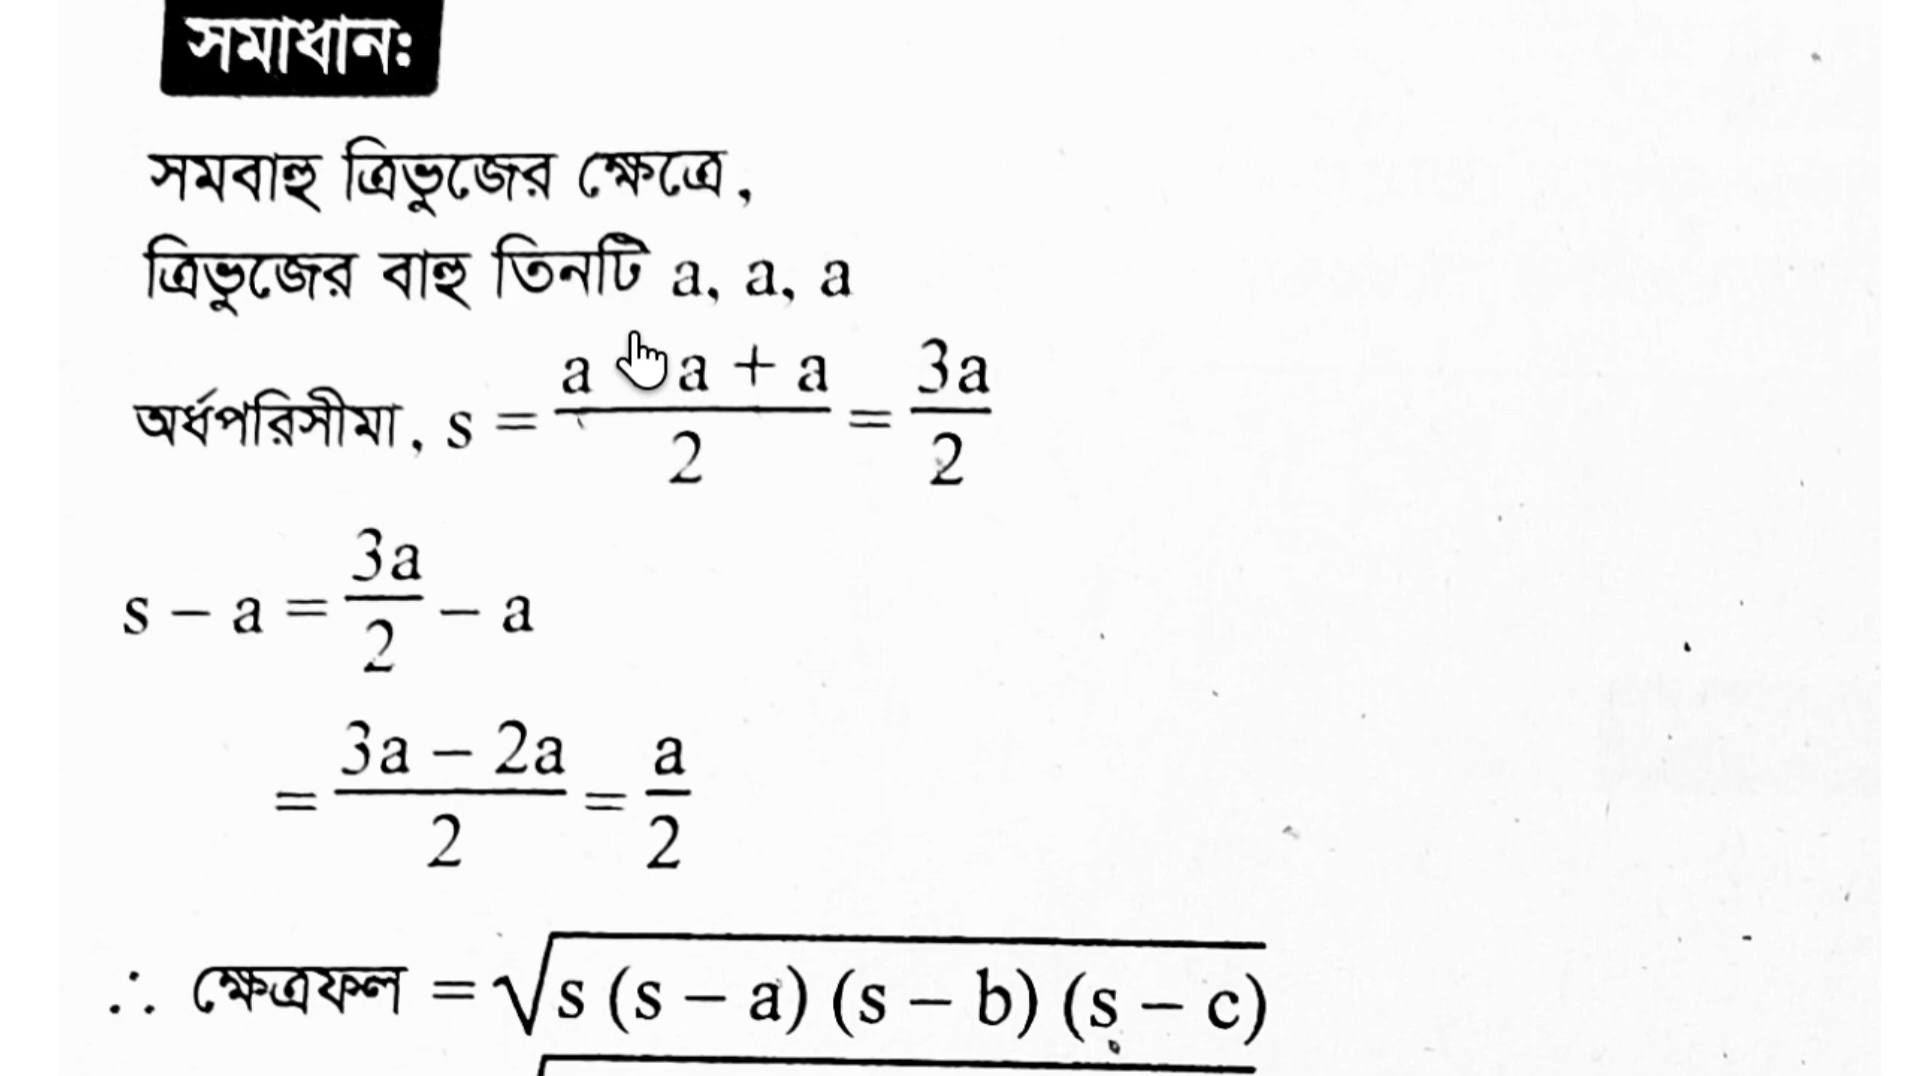 সমাধানঃ
সমবাহু ত্রিভুজের ক্ষেত্রে,
ত্রিভুজের বাহু তিনটি a, a, a
অর্ধপরিসীমা, s = a a + a / 2 = 3a / 2
s – a = 3a / 2 – a
= 3a – 2a / 2 = a / 2
∴ ক্ষেত্রফল = √s (s – a) (s – b) (s – c)